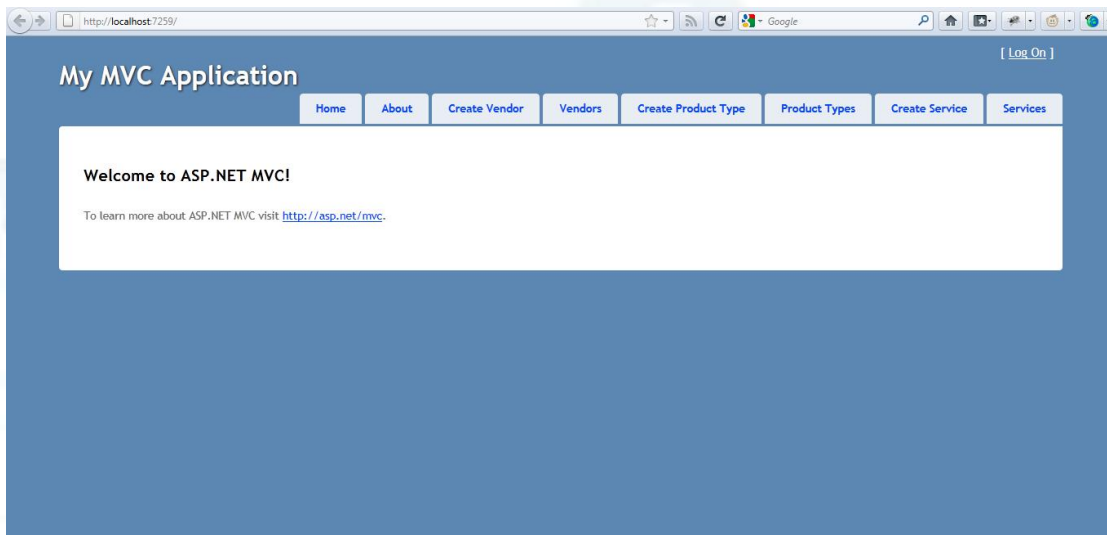 http://localhost:7259/ Google
[ Log On ]
My MVC Application
Home About Create Vendor Vendors Create Product Type Product Types Create Service Services
Welcome to ASP.NET MVC!
To learn more about ASP.NET MVC visit http://asp.net/mvc.